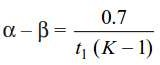 α – β = 0.7 / t₁ (K – 1)